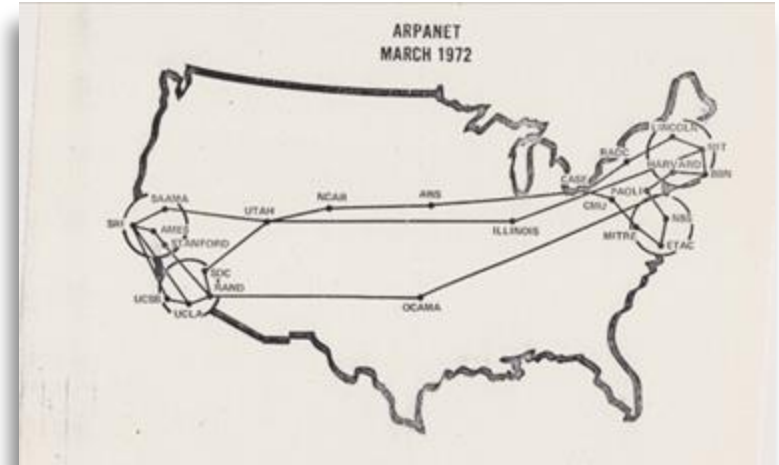 ARPANET
MARCH 1972
LINCOLN
RADC
MIT
HARVARD
BBN
CASE
PAOLI
CMU
NBS
MITRE
ETAC
SAAMA
UTAH
NCAR
AWS
SRI
AMES
STANFORD
ILLINOIS
SDC
RAND
UCSB
UCLA
OCAMA